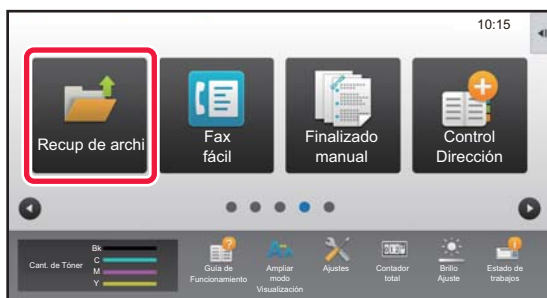 10:15
Recup de archi
Fax
fácil
Finalizado
manual
Control
Dirección
Cant. de Tóner
Bk
C
M
Y
Guía de
Funcionamiento
Ampliar
modo
Visualización
Ajustes
Contador
total
Brillo
Ajuste
Estado de
trabajos